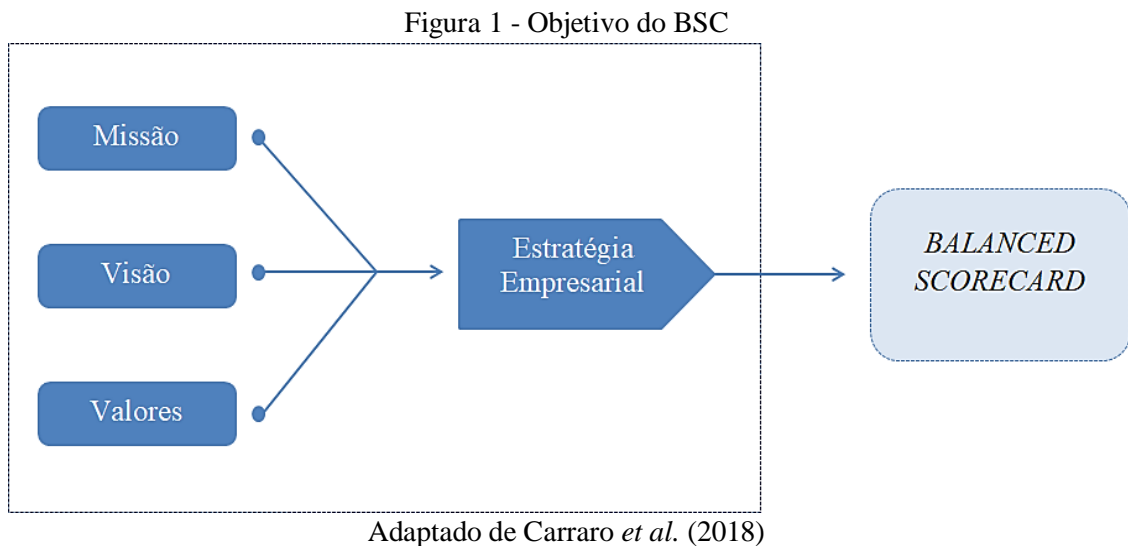 Figura 1 - Objetivo do BSC
Missão
Visão
Valores
Estratégia
Empresarial
BALANCED
SCORECARD
Adaptado de Carraro et al. (2018)